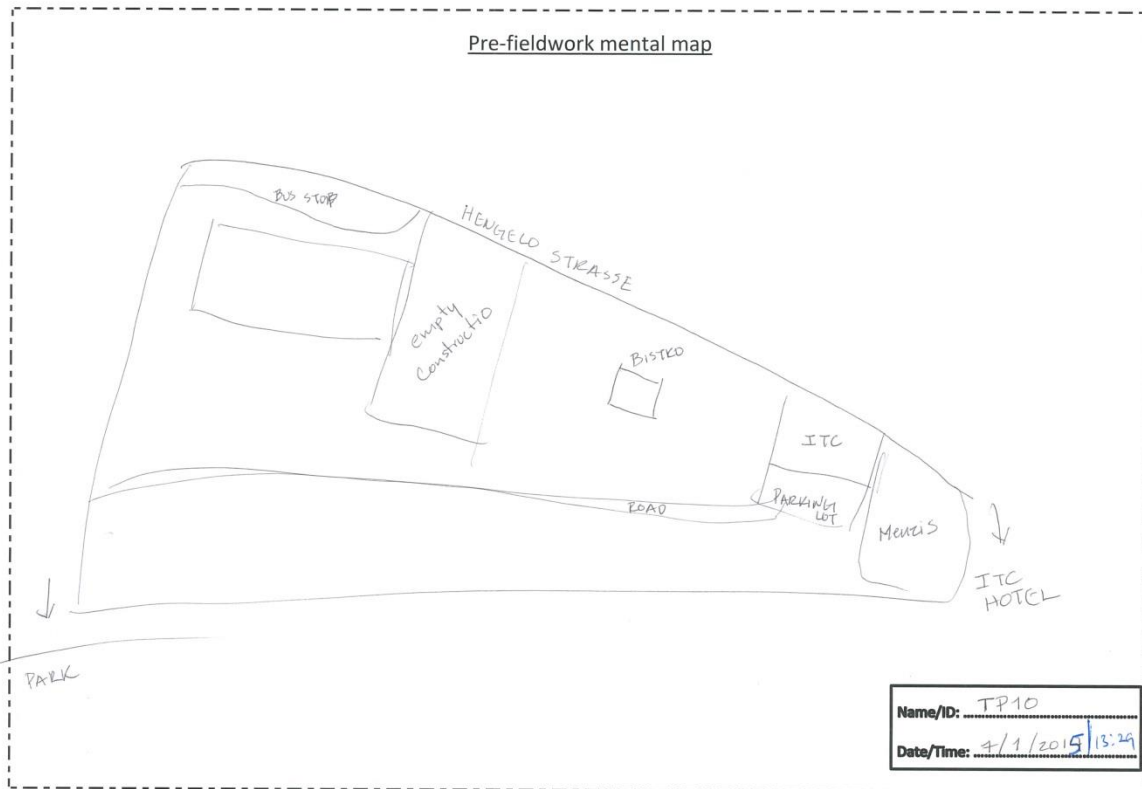 Pre-fieldwork mental map
BUS STOP
HENGELO STRASSE
empty
Constructio
BISTRO
ITC
PARKING
LOT
ROAD
Menzis
ITC
HOTEL
PARK
Name/ID: TP10
Date/Time: 4/1/2015 13:29